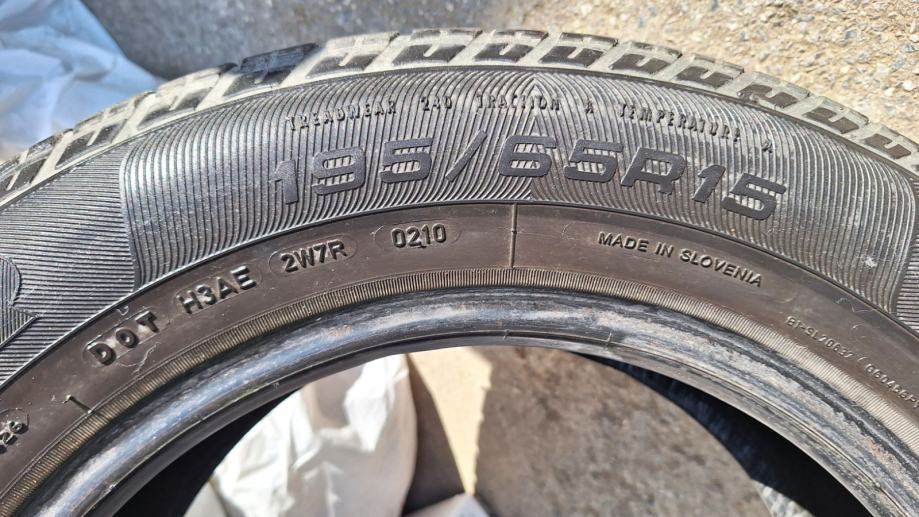 TREADWEAR 240 TRACTION A TEMPERATURE A
195/65R15
DOT H3AE 2W7R 0210
MADE IN SLOVENIA